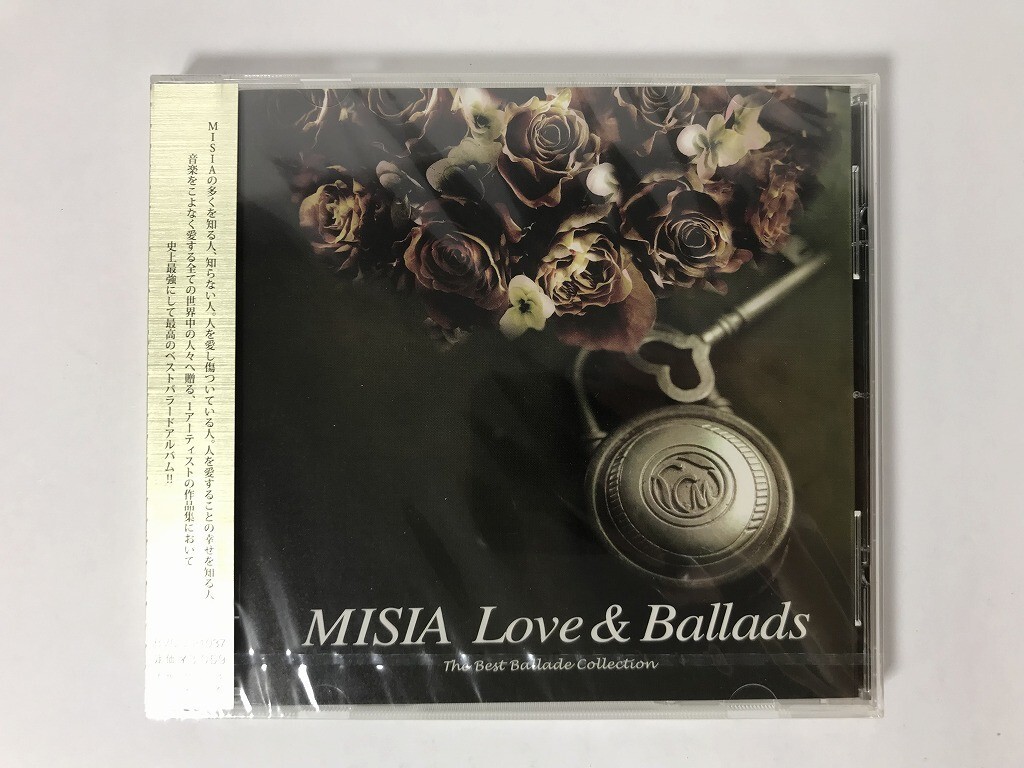 MISIAの多くを知る人、知らない人。人を愛し傷ついている人。人を愛することの幸せを知る人
音楽をこよなく愛する全ての世界中の人々へ贈る、1アーティストの作品集において
史上最強にして最高のベストバラードアルバム!!
MISIA Love & Ballads
The Best Ballade Collection